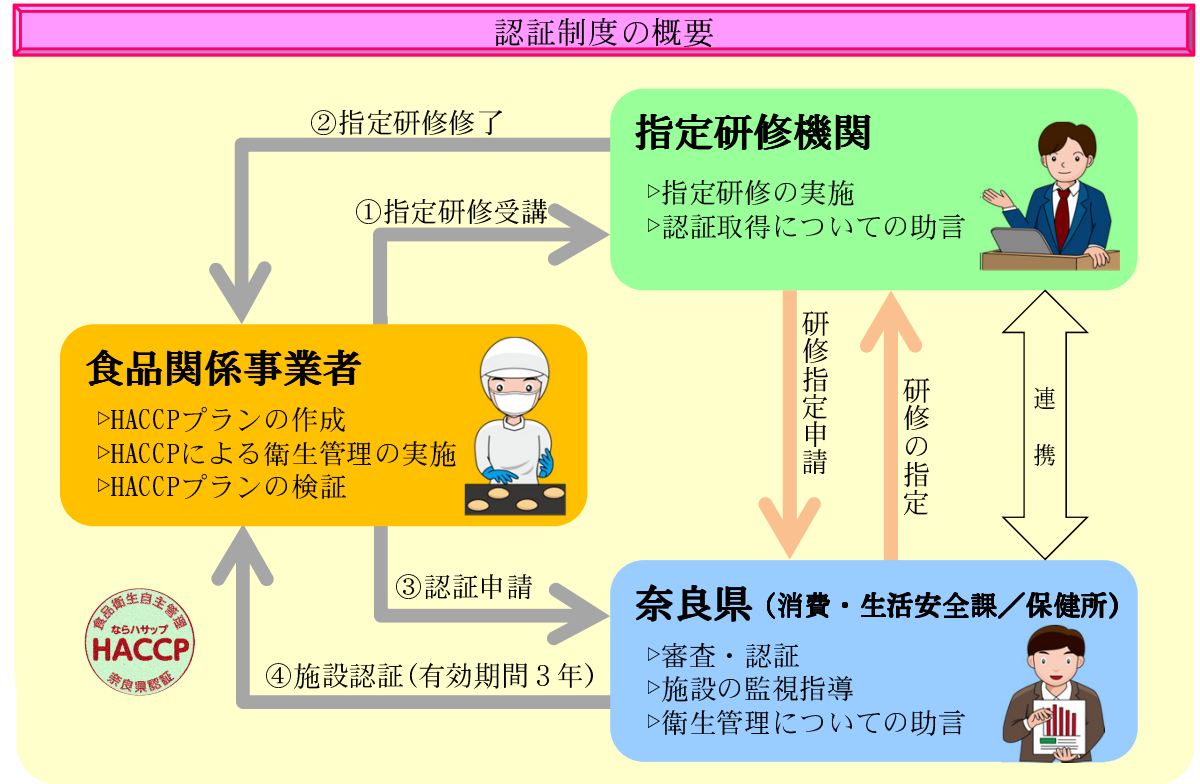 認証制度の概要
②指定研修修了
①指定研修受講
指定研修機関
▷指定研修の実施
▷認証取得についての助言
食品関係事業者
▷HACCPプランの作成
▷HACCPによる衛生管理の実施
▷HACCPプランの検証
研修指定申請
研修の指定
連携
③認証申請
④施設認証(有効期間３年)
奈良県（消費・生活安全課／保健所）
▷審査・認証
▷施設の監視指導
▷衛生管理についての助言
食品衛生自主管理
ならハサップ
HACCP
奈良県認証